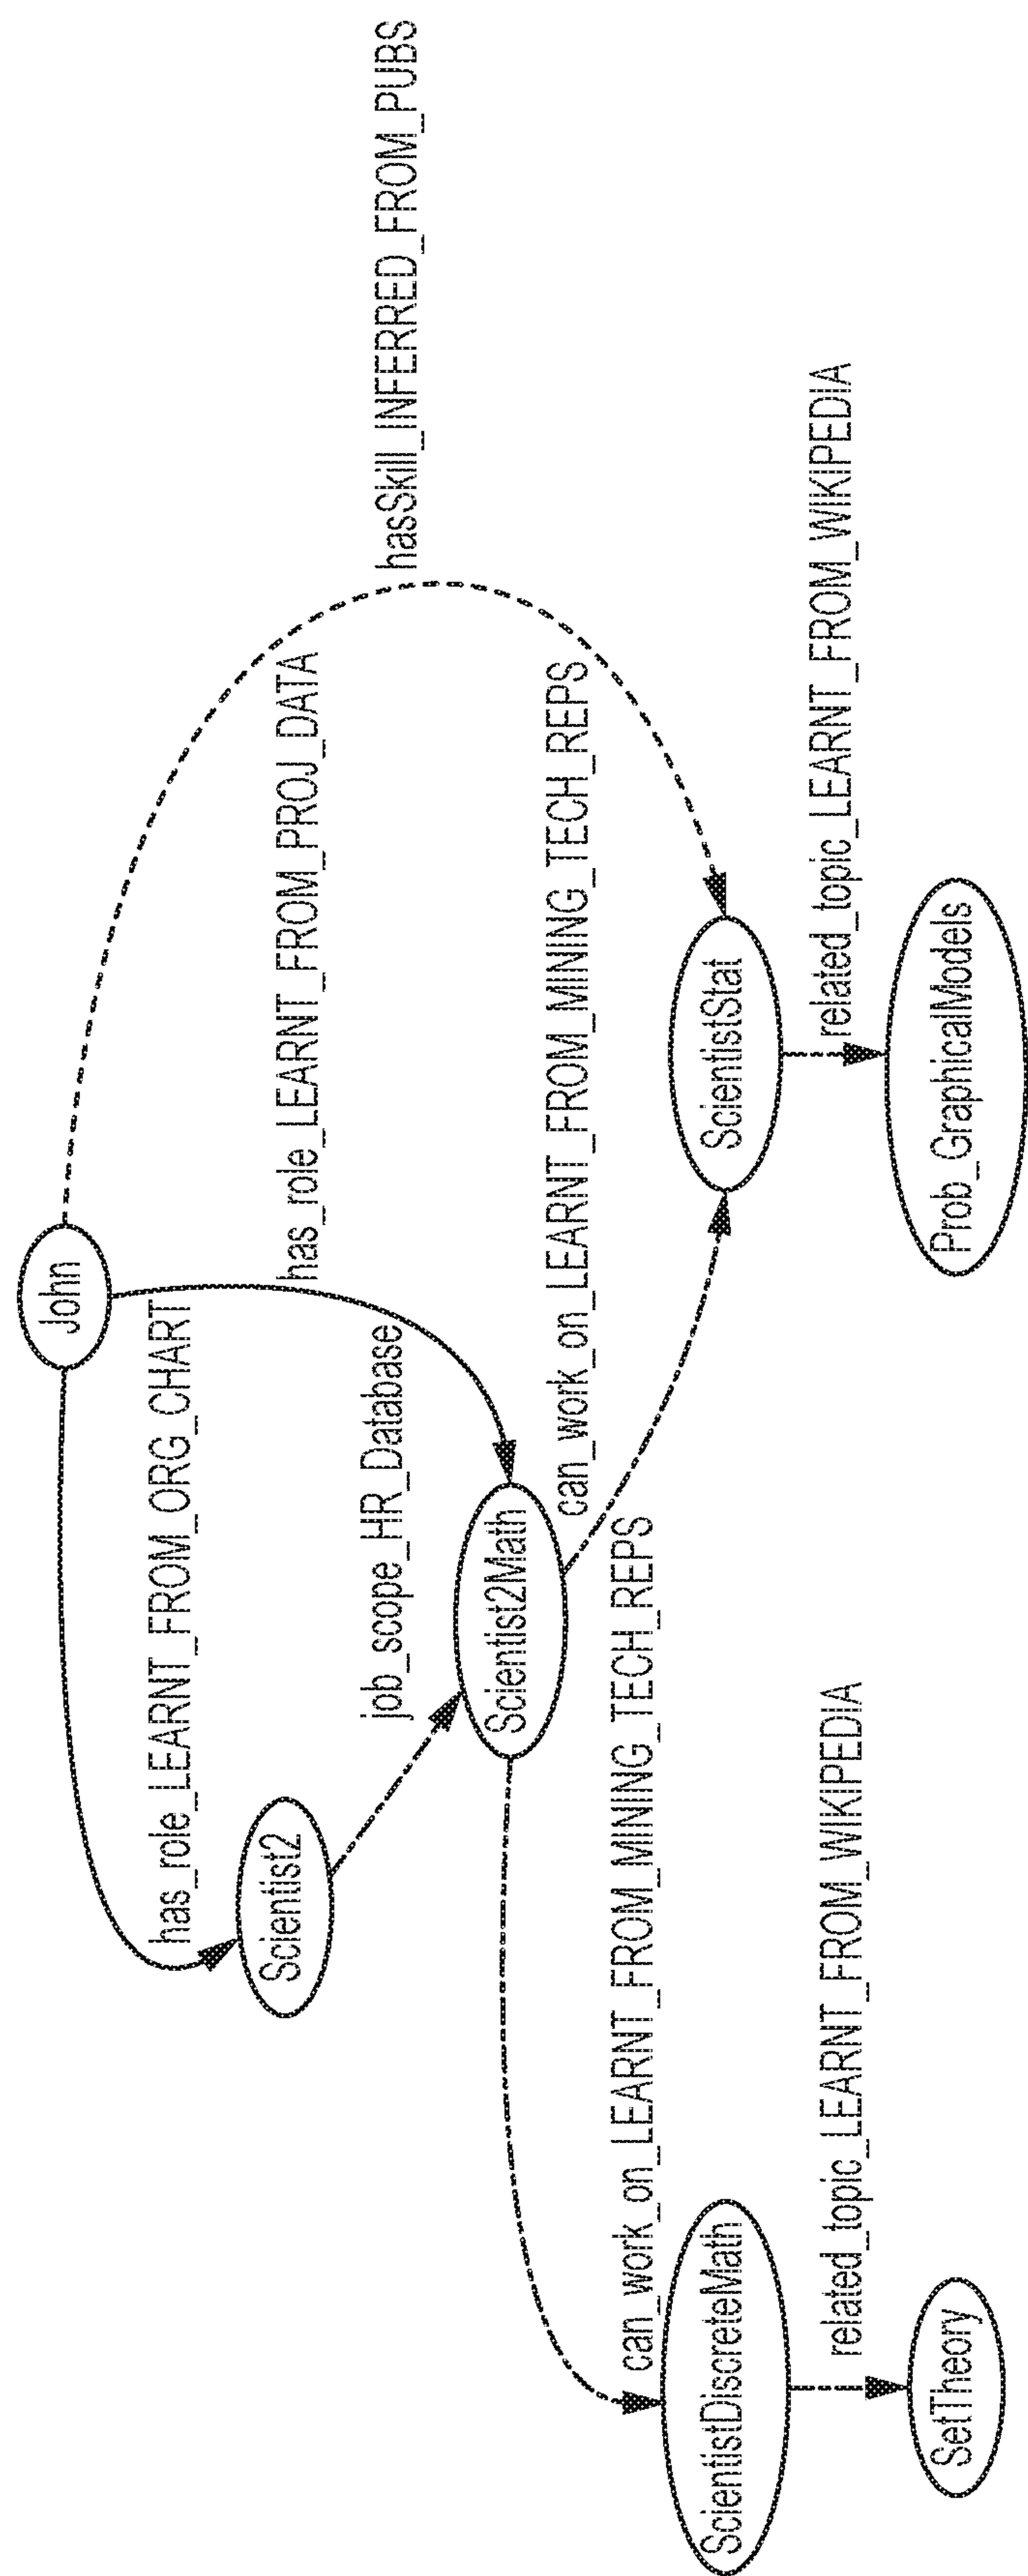 John
has_role_LEARNT_FROM_ORG_CHART
has_role_LEARNT_FROM_PROJ_DATA
hasSkill_INFERRED_FROM_PUBS
Scientist2
job_scope_HR_Database
Scientist2Math
can_work_on_LEARNT_FROM_MINING_TECH_REPS
can_work_on_LEARNT_FROM_MINING_TECH_REPS
ScientistDiscreteMath
ScientistStat
related_topic_LEARNT_FROM_WIKIPEDIA
related_topic_LEARNT_FROM_WIKIPEDIA
SetTheory
Prob_GraphicalModels